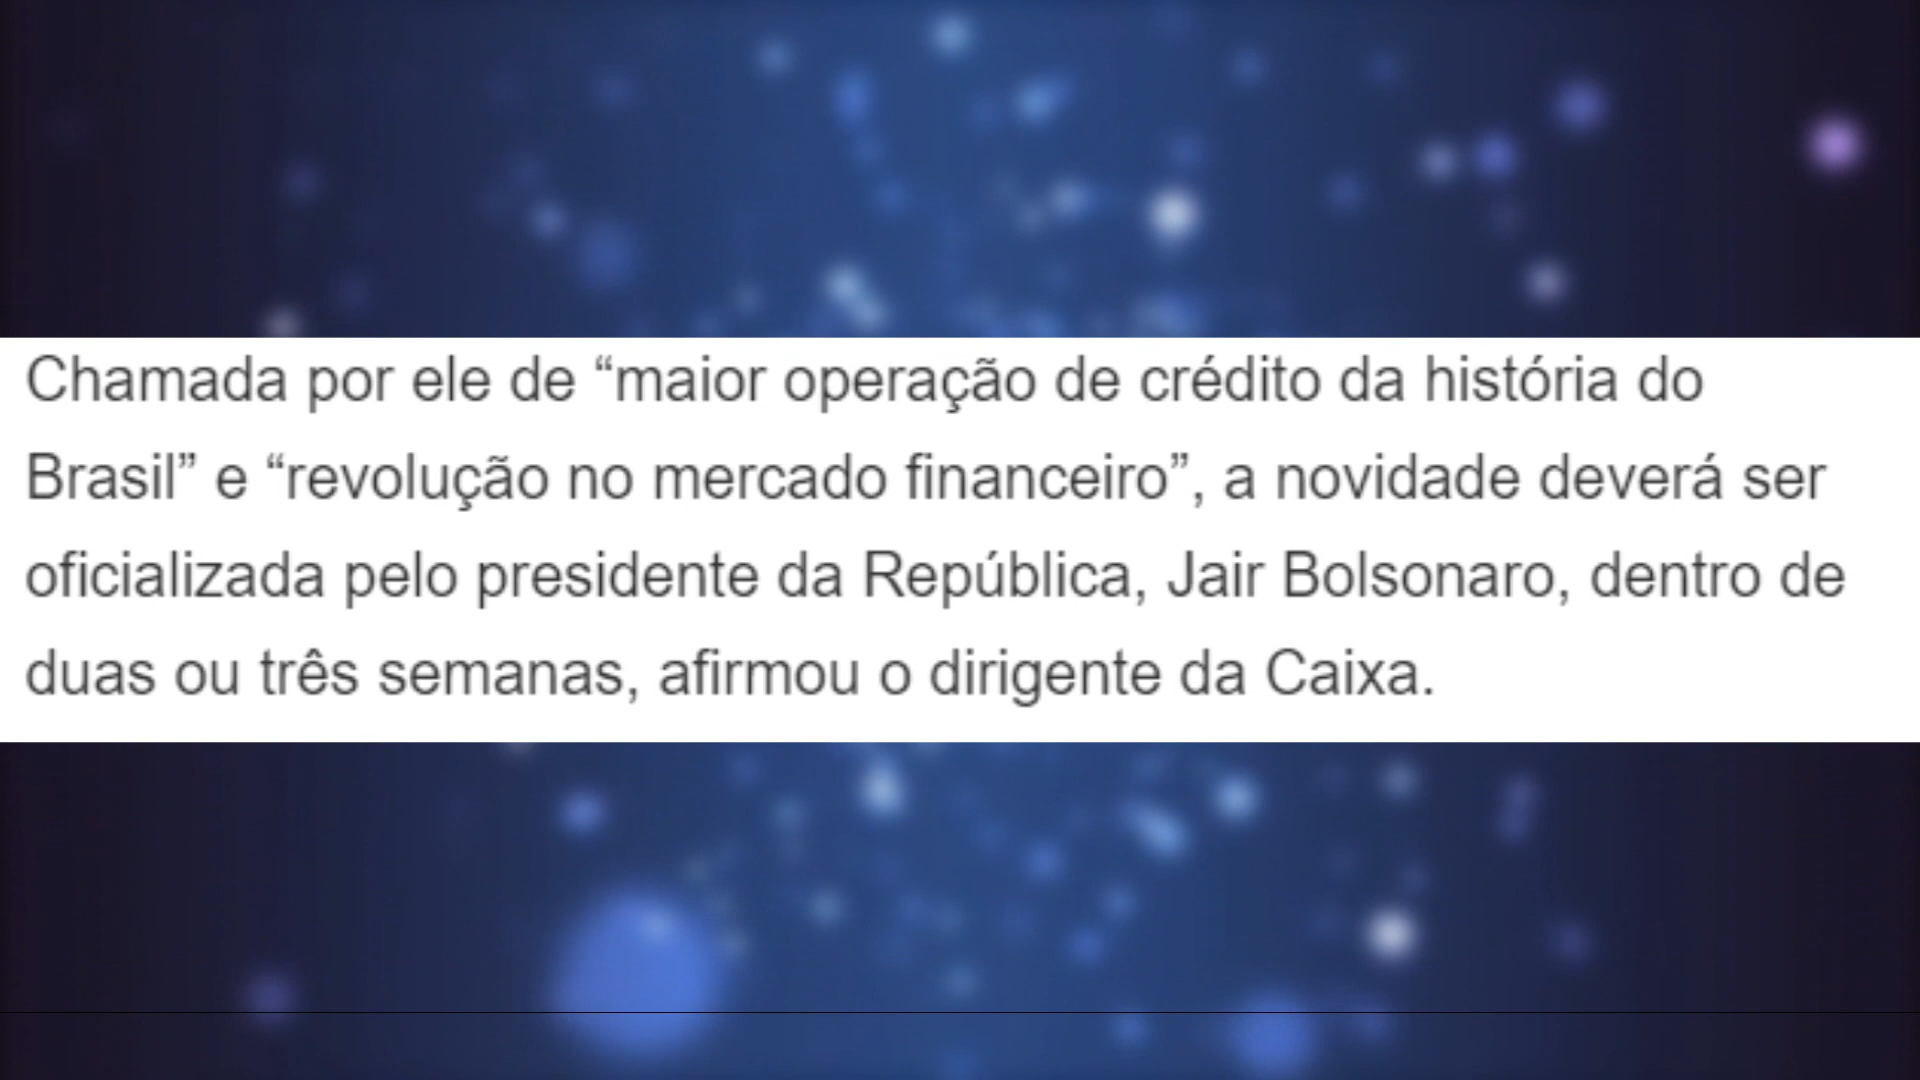 Chamada por ele de “maior operação de crédito da história do
Brasil” e “revolução no mercado financeiro”, a novidade deverá ser
oficializada pelo presidente da República, Jair Bolsonaro, dentro de
duas ou três semanas, afirmou o dirigente da Caixa.